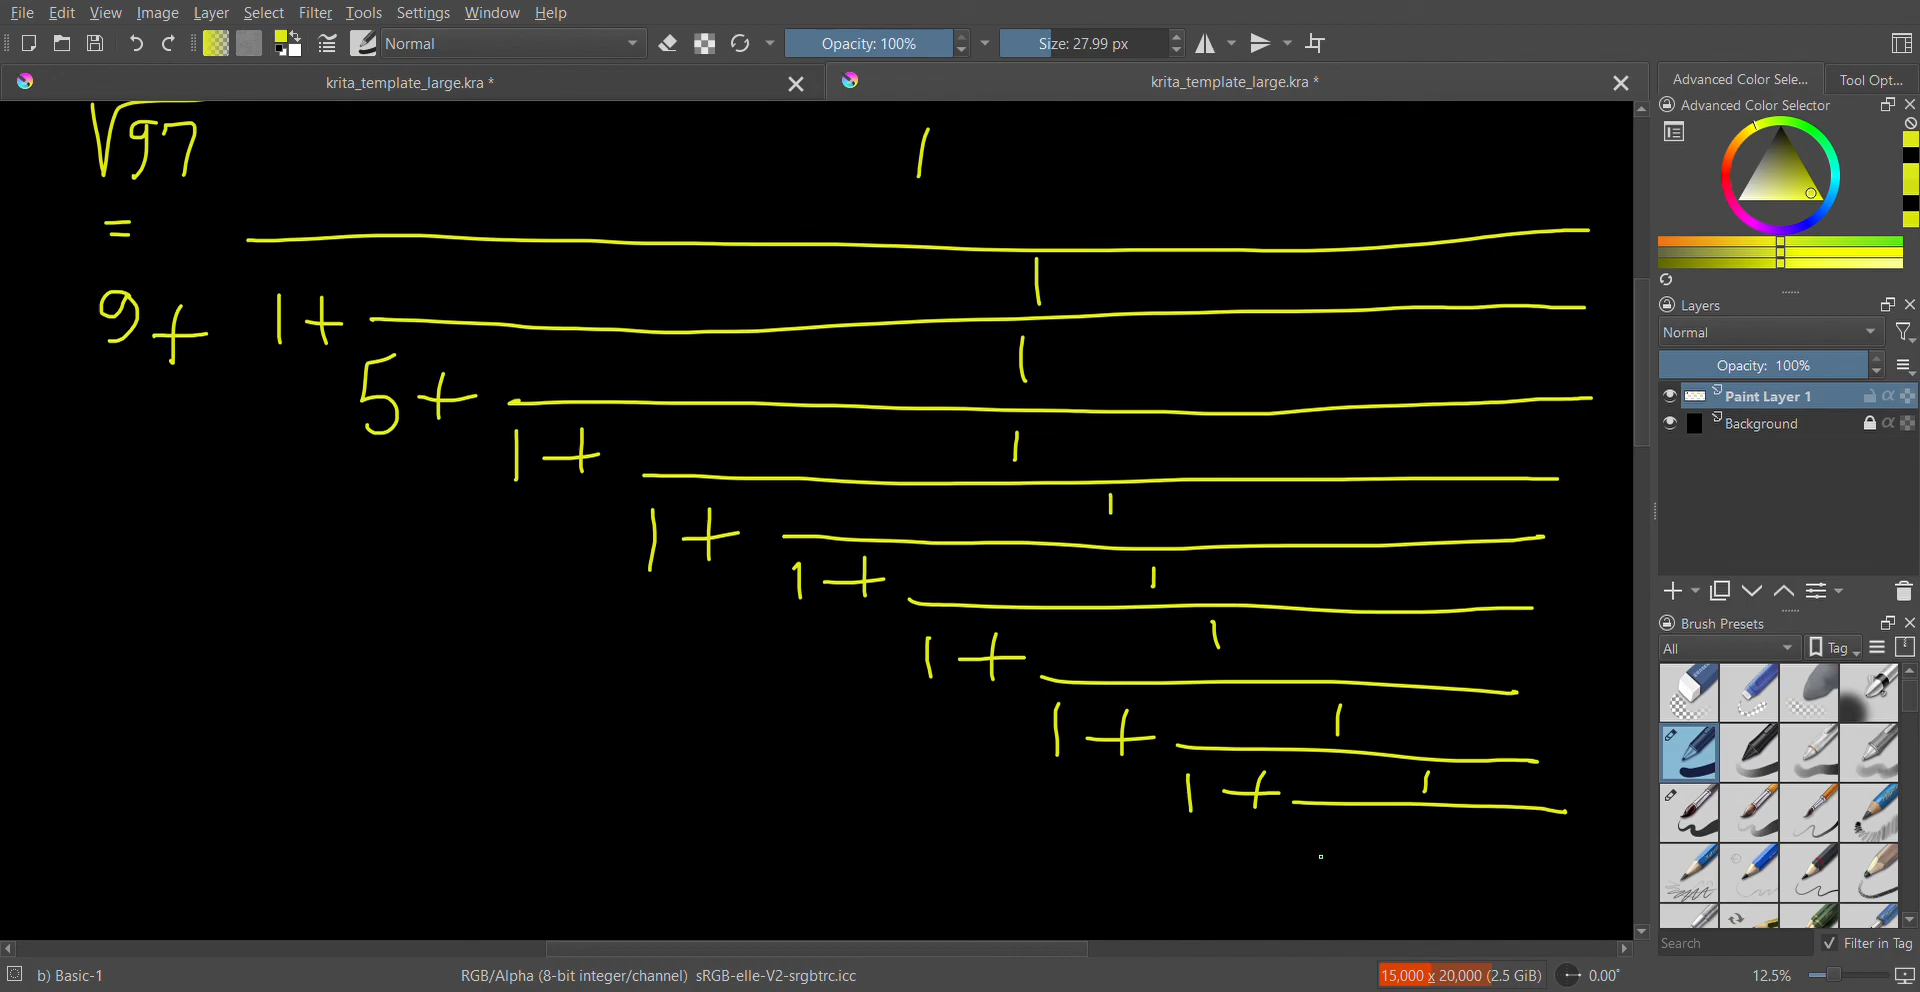 File Edit View Image Layer Select Filter Tools Settings Window Help
Normal Opacity: 100% Size: 27.99 px
krita_template_large.kra * krita_template_large.kra *
Advanced Color Sele... Tool Opt...
Advanced Color Selector
√97
=
1
9+ 1+
1
5+
1
1+
1
1+
1
1+
1
1+
1
1+
1
1+
1
Layers
Normal
Opacity: 100%
Paint Layer 1
Background
Brush Presets
All Tag
Search Filter in Tag
b) Basic-1 RGB/Alpha (8-bit integer/channel) sRGB-elle-V2-srgbtrc.icc 15,000 x 20,000 (2.5 GiB) 0.00° 12.5%